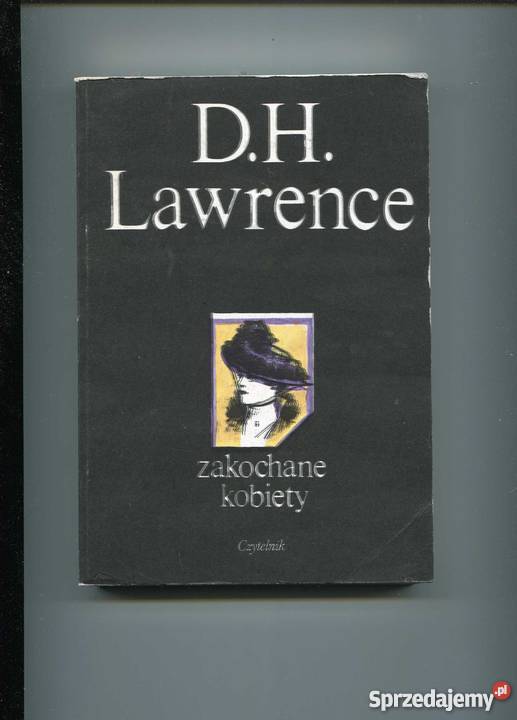 D.H.
Lawrence
zakochane
kobiety
Czytelnik
Sprzedajemy.pl